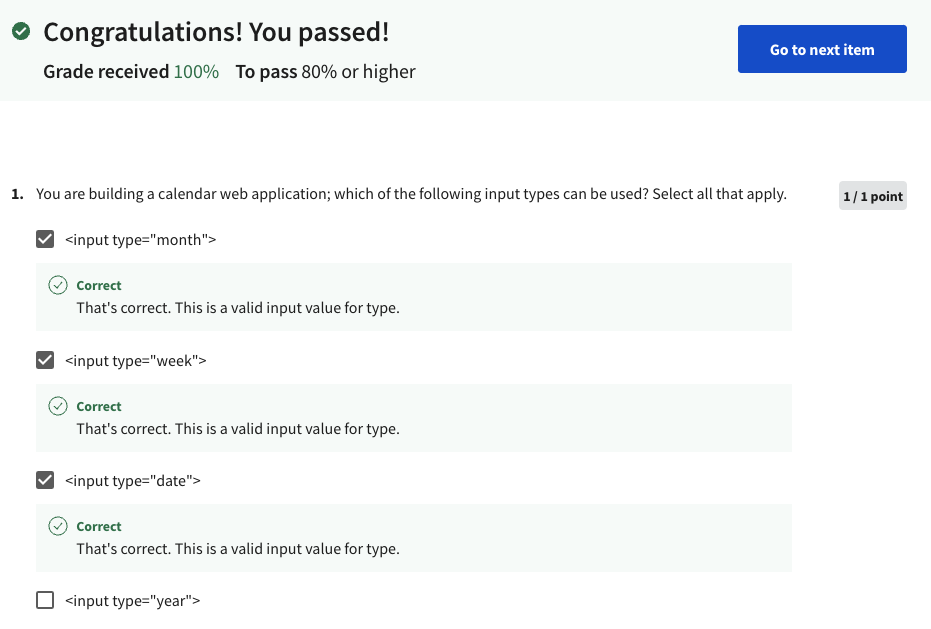 Congratulations! You passed!
Grade received 100% To pass 80% or higher
Go to next item
1. You are building a calendar web application; which of the following input types can be used? Select all that apply.
1 / 1 point
<input type="month">
Correct
That's correct. This is a valid input value for type.
<input type="week">
Correct
That's correct. This is a valid input value for type.
<input type="date">
Correct
That's correct. This is a valid input value for type.
<input type="year">